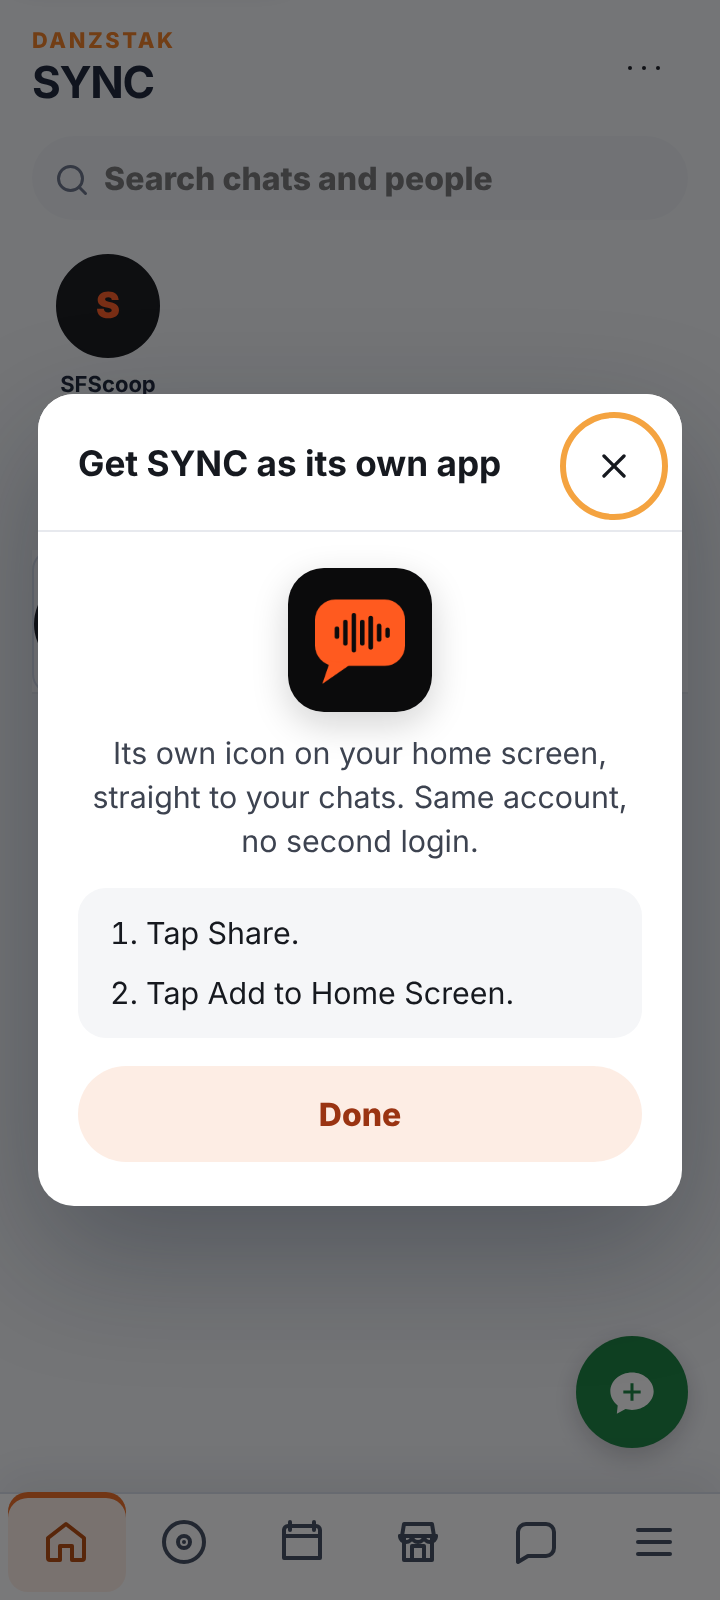 DANZSTAK
SYNC
Search chats and people
S
SFScoop
Get SYNC as its own app
Its own icon on your home screen,
straight to your chats. Same account,
no second login.
1. Tap Share.
2. Tap Add to Home Screen.
Done